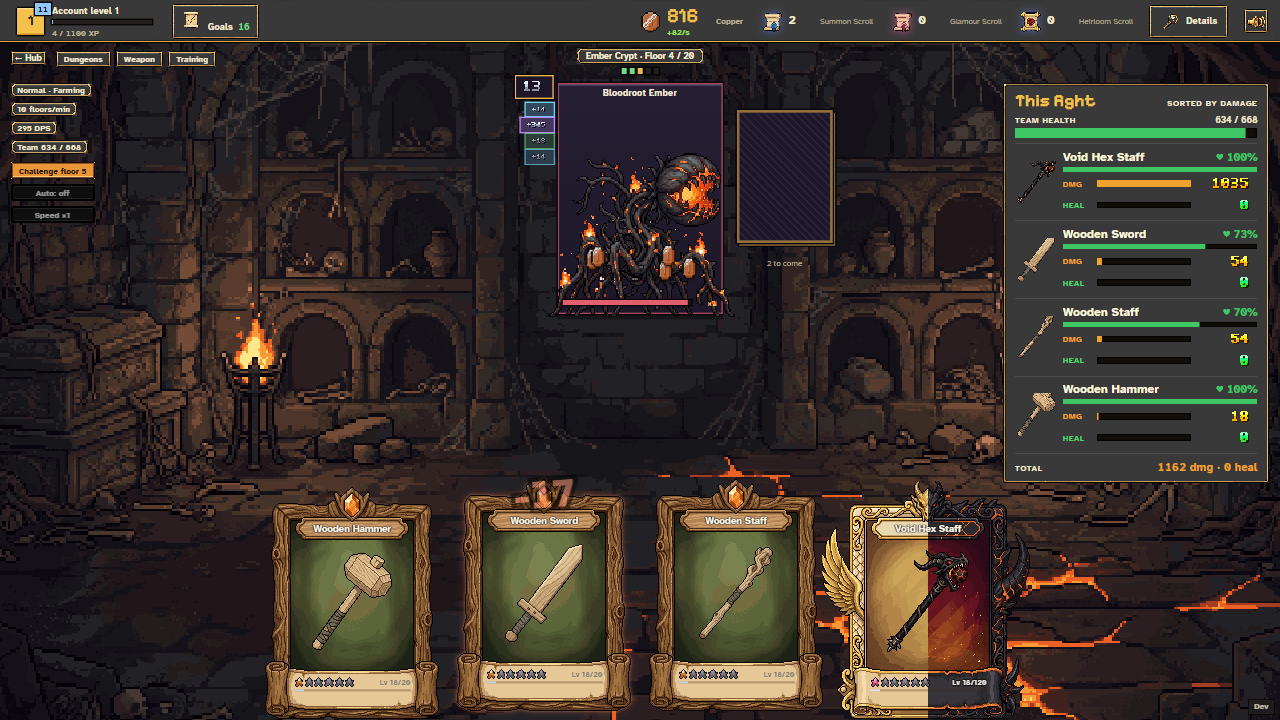 1
11
Account level 1
4 / 1100 XP
Goals 16
816
+82/s
Copper
2
Summon Scroll
0
Glamour Scroll
0
Heirloom Scroll
Details
← Hub
Dungeons
Weapon
Training
Normal · Farming
10 floors/min
295 DPS
Team 634 / 668
Challenge floor 5
Auto: off
Speed ×1
Ember Crypt · Floor 4 / 20
13
+14
+345
+18
+14
Bloodroot Ember
2 to come
This Fight
SORTED BY DAMAGE
TEAM HEALTH
634 / 668
Void Hex Staff
♥ 100%
DMG
1035
HEAL
0
Wooden Sword
♥ 73%
DMG
54
HEAL
0
Wooden Staff
♥ 70%
DMG
54
HEAL
0
Wooden Hammer
♥ 100%
DMG
18
HEAL
0
TOTAL
1162 dmg · 0 heal
Wooden Hammer
Lv 18/20
Wooden Sword
Lv 18/20
Wooden Staff
Lv 18/20
Void Hex Staff
Lv 18/120
Dev